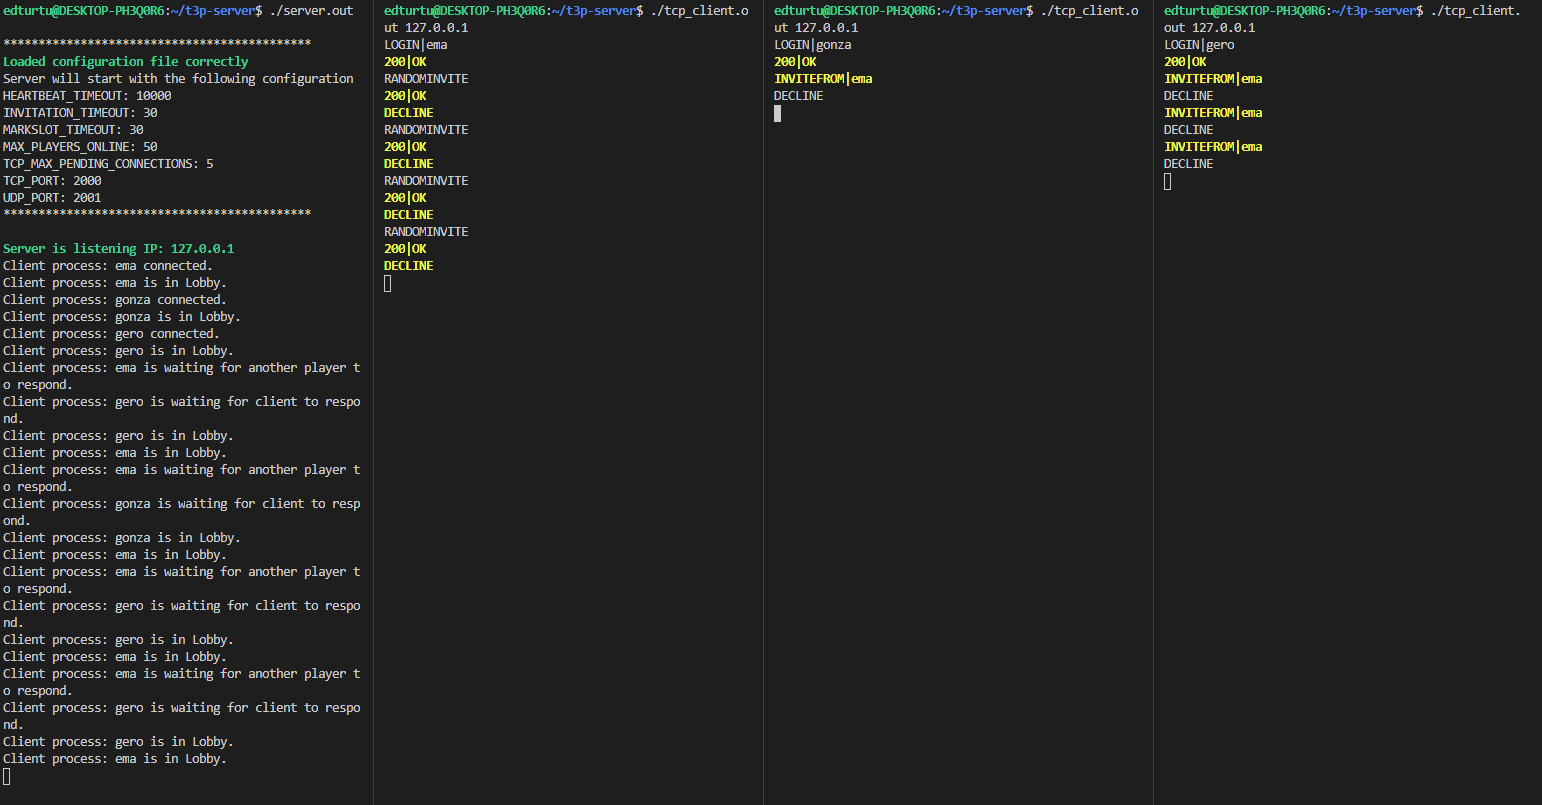 edturtu@DESKTOP-PH3Q0R6:~/t3p-server$ ./server.out
*******************************************
Loaded configuration file correctly
Server will start with the following configuration
HEARTBEAT_TIMEOUT: 10000
INVITATION_TIMEOUT: 30
MARKSLOT_TIMEOUT: 30
MAX_PLAYERS_ONLINE: 50
TCP_MAX_PENDING_CONNECTIONS: 5
TCP_PORT: 2000
UDP_PORT: 2001
*******************************************
Server is listening IP: 127.0.0.1
Client process: ema connected.
Client process: ema is in Lobby.
Client process: gonza connected.
Client process: gonza is in Lobby.
Client process: gero connected.
Client process: gero is in Lobby.
Client process: ema is waiting for another player t
o respond.
Client process: gero is waiting for client to respo
nd.
Client process: gero is in Lobby.
Client process: ema is in Lobby.
Client process: ema is waiting for another player t
o respond.
Client process: gonza is waiting for client to resp
ond.
Client process: gonza is in Lobby.
Client process: ema is in Lobby.
Client process: ema is waiting for another player t
o respond.
Client process: gero is waiting for client to respo
nd.
Client process: gero is in Lobby.
Client process: ema is in Lobby.
Client process: ema is waiting for another player t
o respond.
Client process: gero is waiting for client to respo
nd.
Client process: gero is in Lobby.
Client process: ema is in Lobby.
edturtu@DESKTOP-PH3Q0R6:~/t3p-server$ ./tcp_client.o
ut 127.0.0.1
LOGIN|ema
200|OK
RANDOMINVITE
200|OK
DECLINE
RANDOMINVITE
200|OK
DECLINE
RANDOMINVITE
200|OK
DECLINE
RANDOMINVITE
200|OK
DECLINE
edturtu@DESKTOP-PH3Q0R6:~/t3p-server$ ./tcp_client.o
ut 127.0.0.1
LOGIN|gonza
200|OK
INVITEFROM|ema
DECLINE
edturtu@DESKTOP-PH3Q0R6:~/t3p-server$ ./tcp_client.
out 127.0.0.1
LOGIN|gero
200|OK
INVITEFROM|ema
DECLINE
INVITEFROM|ema
DECLINE
INVITEFROM|ema
DECLINE